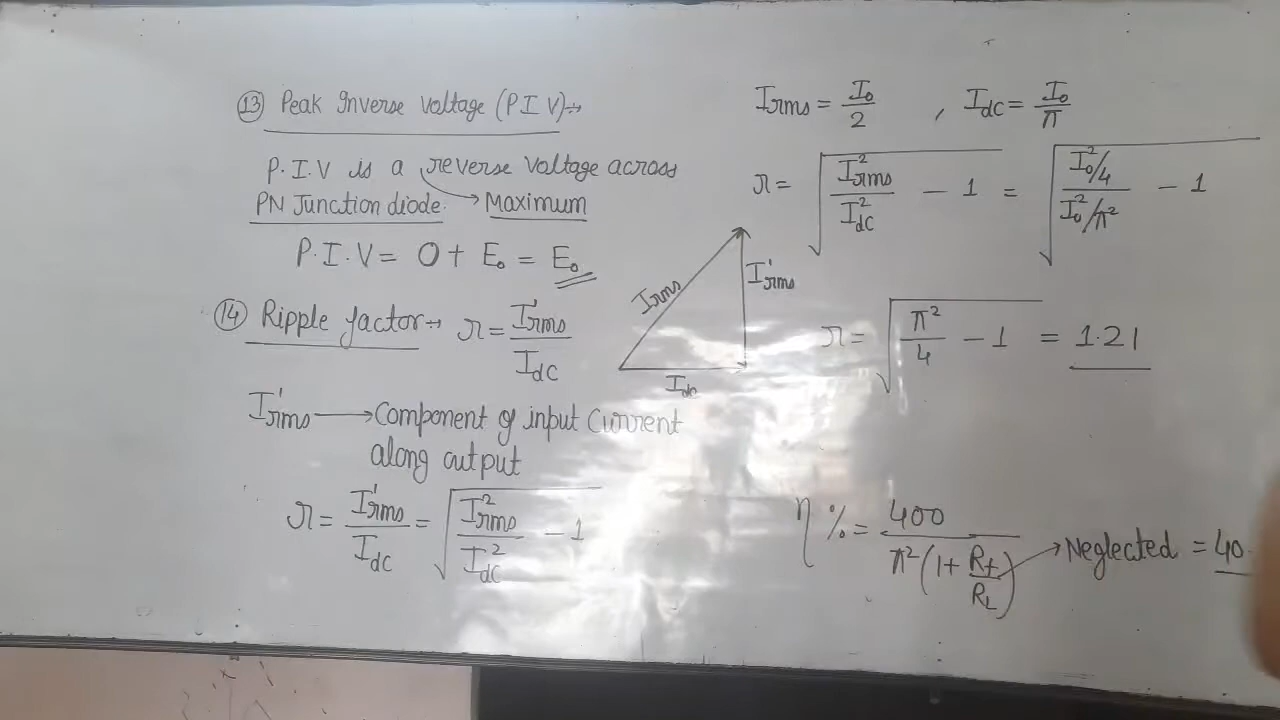 ⑬ Peak Inverse Voltage (P I V)→
P.I.V is a reverse voltage across
PN Junction diode. → Maximum
P.I.V = 0 + E₀ = E₀
⑭ Ripple factor → r = I'rms / Idc
I'rms → Component of input current
along output
r = I'rms / Idc = √(I²rms / I²dc − 1)
Irms
I'rms
Idc
Irms = I₀/2 , Idc = I₀/π
r = √(I²rms / I²dc − 1) = √((I₀²/4) / (I₀²/π²) − 1)
r = √(π²/4 − 1) = 1.21
η % = 400 / π²(1 + Rf/RL) → Neglected = 40